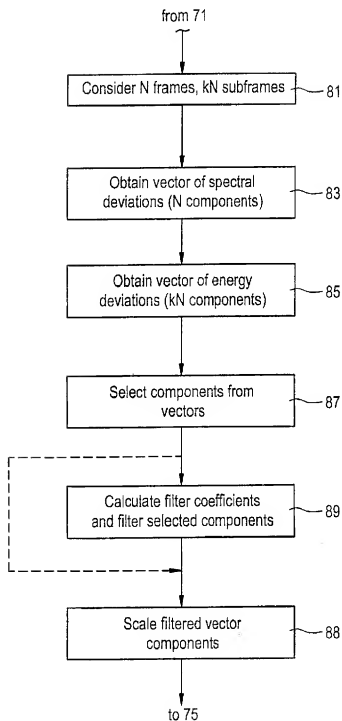 from 71
Consider N frames, kN subframes
81
Obtain vector of spectral
deviations (N components)
83
Obtain vector of energy
deviations (kN components)
85
Select components from
vectors
87
Calculate filter coefficients
and filter selected components
89
Scale filtered vector
components
88
to 75